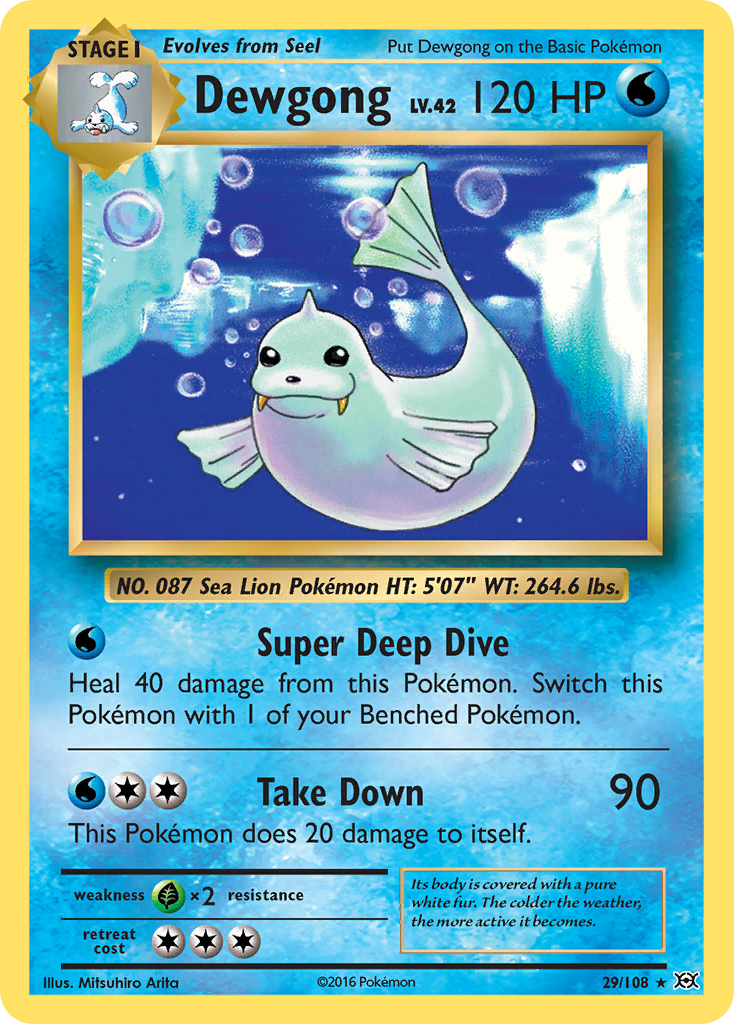 STAGE 1 Evolves from Seel Put Dewgong on the Basic Pokémon
Dewgong LV.42 120 HP
NO. 087 Sea Lion Pokémon HT: 5'07" WT: 264.6 lbs.
Super Deep Dive
Heal 40 damage from this Pokémon. Switch this
Pokémon with 1 of your Benched Pokémon.
Take Down 90
This Pokémon does 20 damage to itself.
weakness ×2 resistance
retreat
cost
Its body is covered with a pure
white fur. The colder the weather,
the more active it becomes.
Illus. Mitsuhiro Arita ©2016 Pokémon 29/108 ★